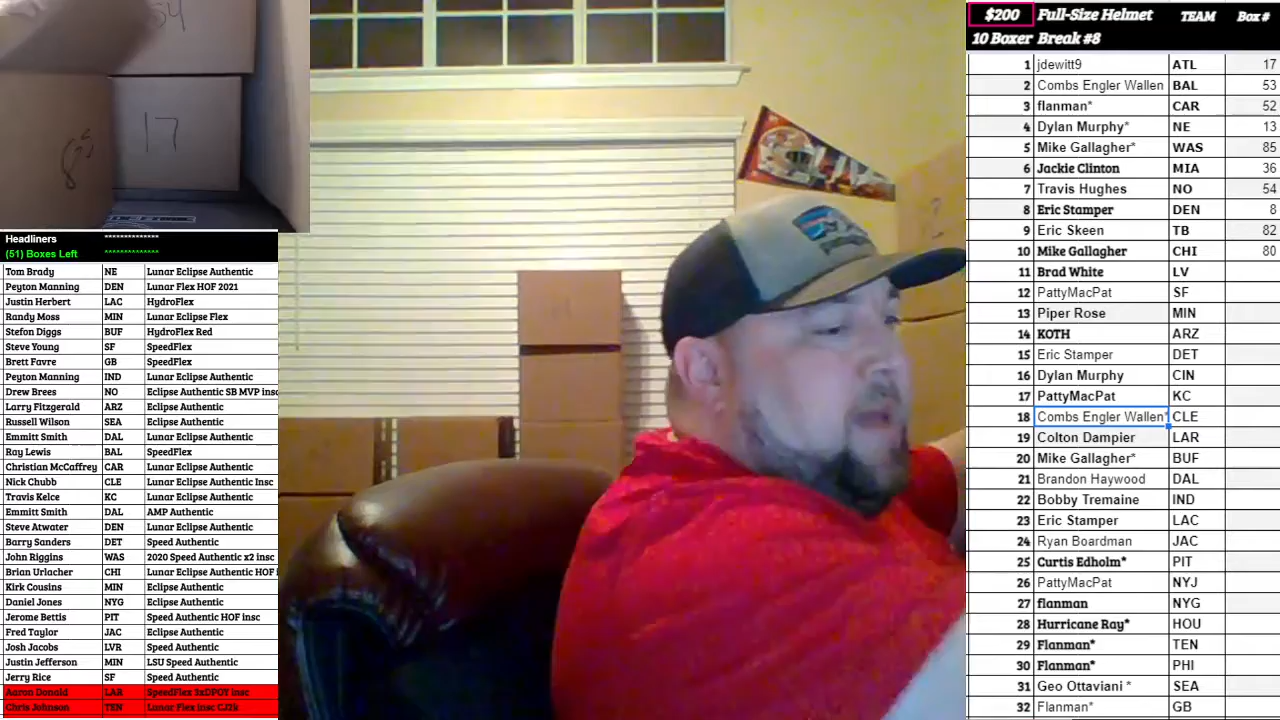 54
17
8²
Headliners **************
(51) Boxes Left **************
Tom Brady NE Lunar Eclipse Authentic
Peyton Manning DEN Lunar Flex HOF 2021
Justin Herbert LAC HydroFlex
Randy Moss MIN Lunar Eclipse Flex
Stefon Diggs BUF HydroFlex Red
Steve Young SF SpeedFlex
Brett Favre GB SpeedFlex
Peyton Manning IND Lunar Eclipse Authentic
Drew Brees NO Eclipse Authentic SB MVP insc
Larry Fitzgerald ARZ Eclipse Authentic
Russell Wilson SEA Eclipse Authentic
Emmitt Smith DAL Lunar Eclipse Authentic
Ray Lewis BAL SpeedFlex
Christian McCaffrey CAR Lunar Eclipse Authentic
Nick Chubb CLE Lunar Eclipse Authentic Insc
Travis Kelce KC Lunar Eclipse Authentic
Emmitt Smith DAL AMP Authentic
Steve Atwater DEN Lunar Eclipse Authentic
Barry Sanders DET Speed Authentic
John Riggins WAS 2020 Speed Authentic x2 insc
Brian Urlacher CHI Lunar Eclipse Authentic HOF i
Kirk Cousins MIN Eclipse Authentic
Daniel Jones NYG Eclipse Authentic
Jerome Bettis PIT Speed Authentic HOF insc
Fred Taylor JAC Eclipse Authentic
Josh Jacobs LVR Speed Authentic
Justin Jefferson MIN LSU Speed Authentic
Jerry Rice SF Speed Authentic
Aaron Donald LAR SpeedFlex 3xDPOY insc
Chris Johnson TEN Lunar Flex insc CJ2k
$200 Full-Size Helmet TEAM Box #
10 Boxer Break #8
1 jdewitt9 ATL 17
2 Combs Engler Wallen BAL 53
3 flanman* CAR 52
4 Dylan Murphy* NE 13
5 Mike Gallagher* WAS 85
6 Jackie Clinton MIA 36
7 Travis Hughes NO 54
8 Eric Stamper DEN 8
9 Eric Skeen TB 82
10 Mike Gallagher CHI 80
11 Brad White LV
12 PattyMacPat SF
13 Piper Rose MIN
14 KOTH ARZ
15 Eric Stamper DET
16 Dylan Murphy CIN
17 PattyMacPat KC
18 Combs Engler Wallen* CLE
19 Colton Dampier LAR
20 Mike Gallagher* BUF
21 Brandon Haywood DAL
22 Bobby Tremaine IND
23 Eric Stamper LAC
24 Ryan Boardman JAC
25 Curtis Edholm* PIT
26 PattyMacPat NYJ
27 flanman NYG
28 Hurricane Ray* HOU
29 Flanman* TEN
30 Flanman* PHI
31 Geo Ottaviani * SEA
32 Flanman* GB